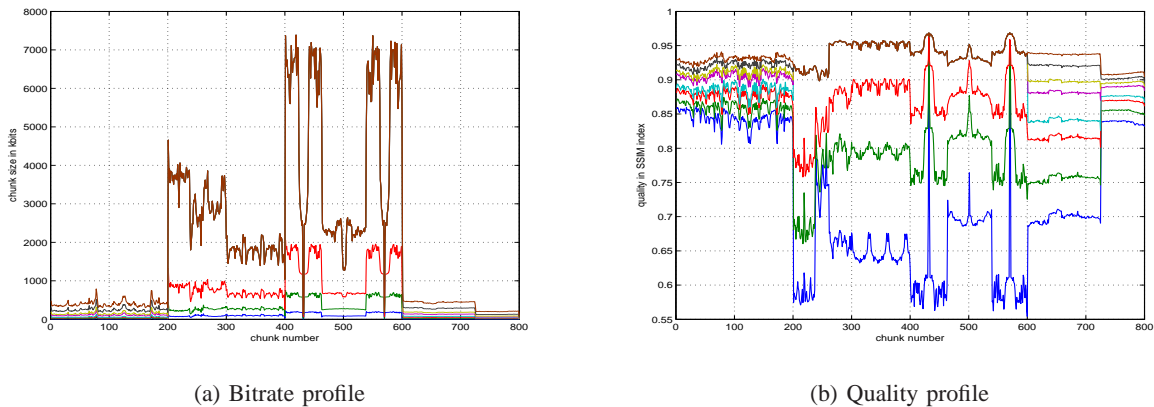 8000
7000
6000
5000
4000
3000
2000
1000
0
chunk size in kbits
0 100 200 300 400 500 600 700 800
chunk number
(a) Bitrate profile
1
0.95
0.9
0.85
0.8
0.75
0.7
0.65
0.6
0.55
quality in SSIM index
0 100 200 300 400 500 600 700 800
chunk number
(b) Quality profile